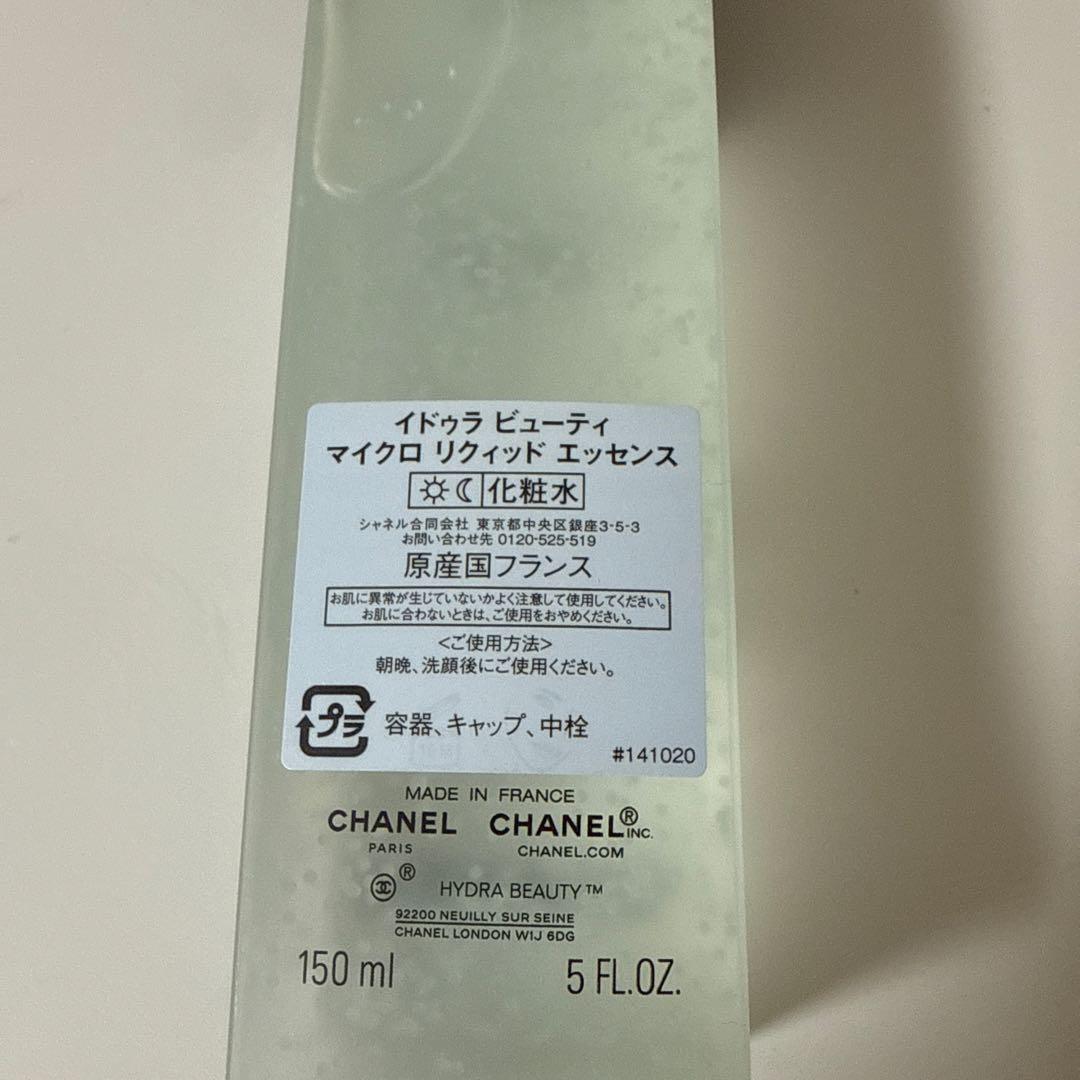 イドゥラ ビューティ
マイクロ リクィッド エッセンス
化粧水
シャネル合同会社 東京都中央区銀座3-5-3
お問い合わせ先 0120-525-519
原産国フランス
お肌に異常が生じていないかよく注意して使用してください。
お肌に合わないときは、ご使用をおやめください。
<ご使用方法>
朝晩、洗顔後にご使用ください。
プラ 容器、キャップ、中栓
#141020
MADE IN FRANCE
CHANEL CHANEL® INC.
PARIS CHANEL.COM
® HYDRA BEAUTY™
92200 NEUILLY SUR SEINE
CHANEL LONDON W1J 6DG
150 ml 5 FL.OZ.